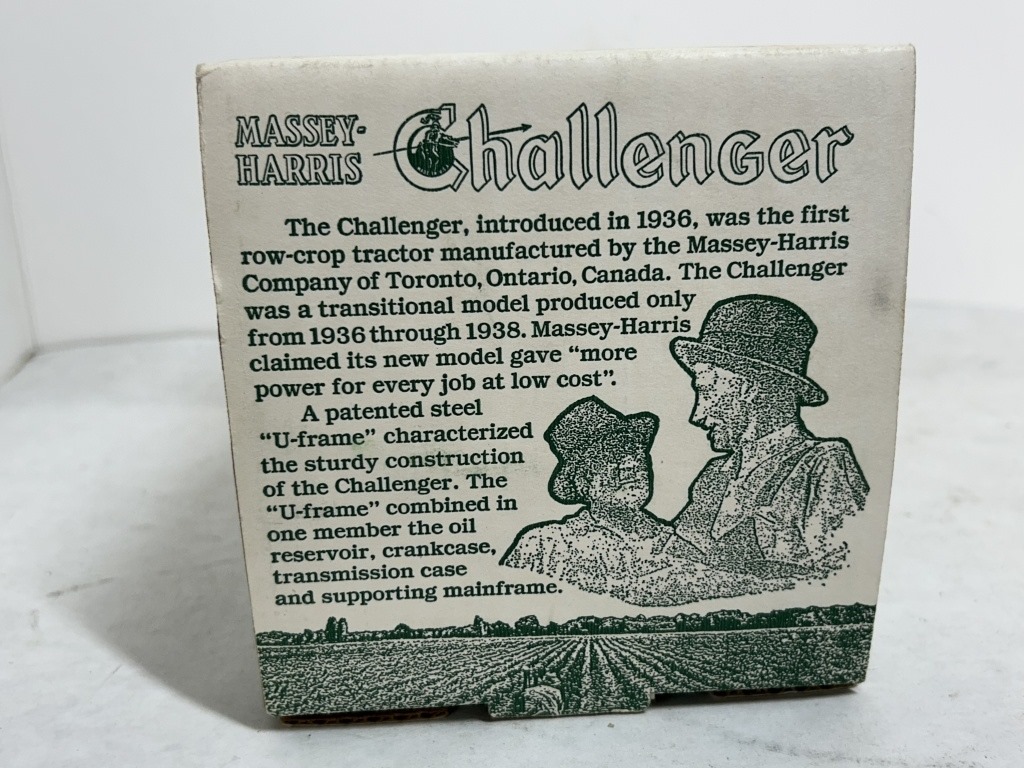 MASSEY-
HARRIS
Challenger
The Challenger, introduced in 1936, was the first
row-crop tractor manufactured by the Massey-Harris
Company of Toronto, Ontario, Canada. The Challenger
was a transitional model produced only
from 1936 through 1938. Massey-Harris
claimed its new model gave “more
power for every job at low cost”.
A patented steel
“U-frame” characterized
the sturdy construction
of the Challenger. The
“U-frame” combined in
one member the oil
reservoir, crankcase,
transmission case
and supporting mainframe.